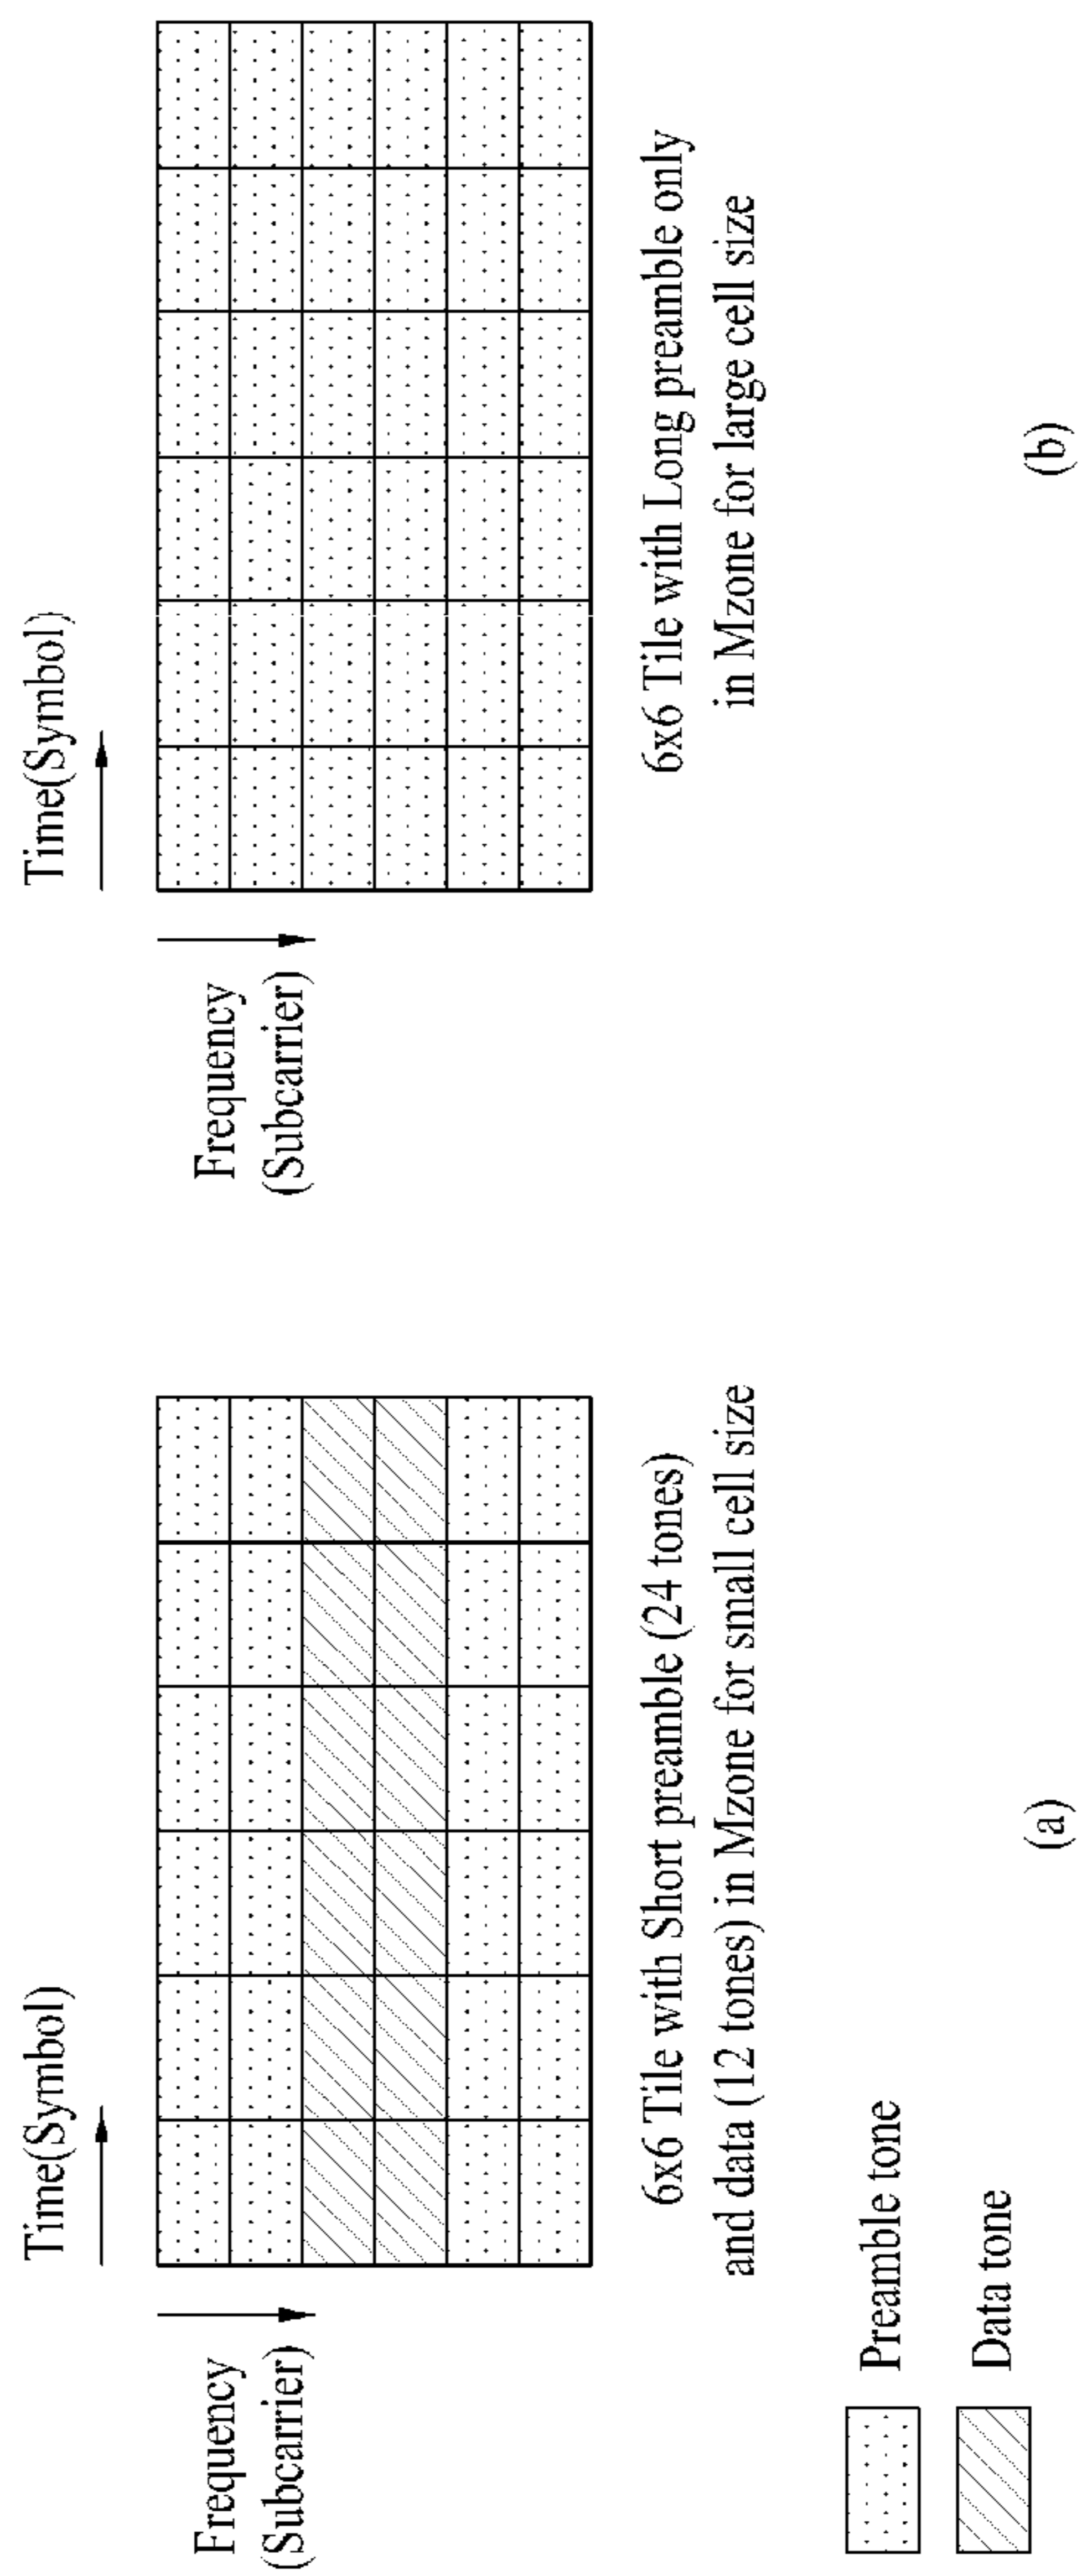 Time(Symbol)
Frequency
(Subcarrier)
6x6 Tile with Short preamble (24 tones)
and data (12 tones) in Mzone for small cell size
(a)
Time(Symbol)
Frequency
(Subcarrier)
6x6 Tile with Long preamble only
in Mzone for large cell size
(b)
Preamble tone
Data tone